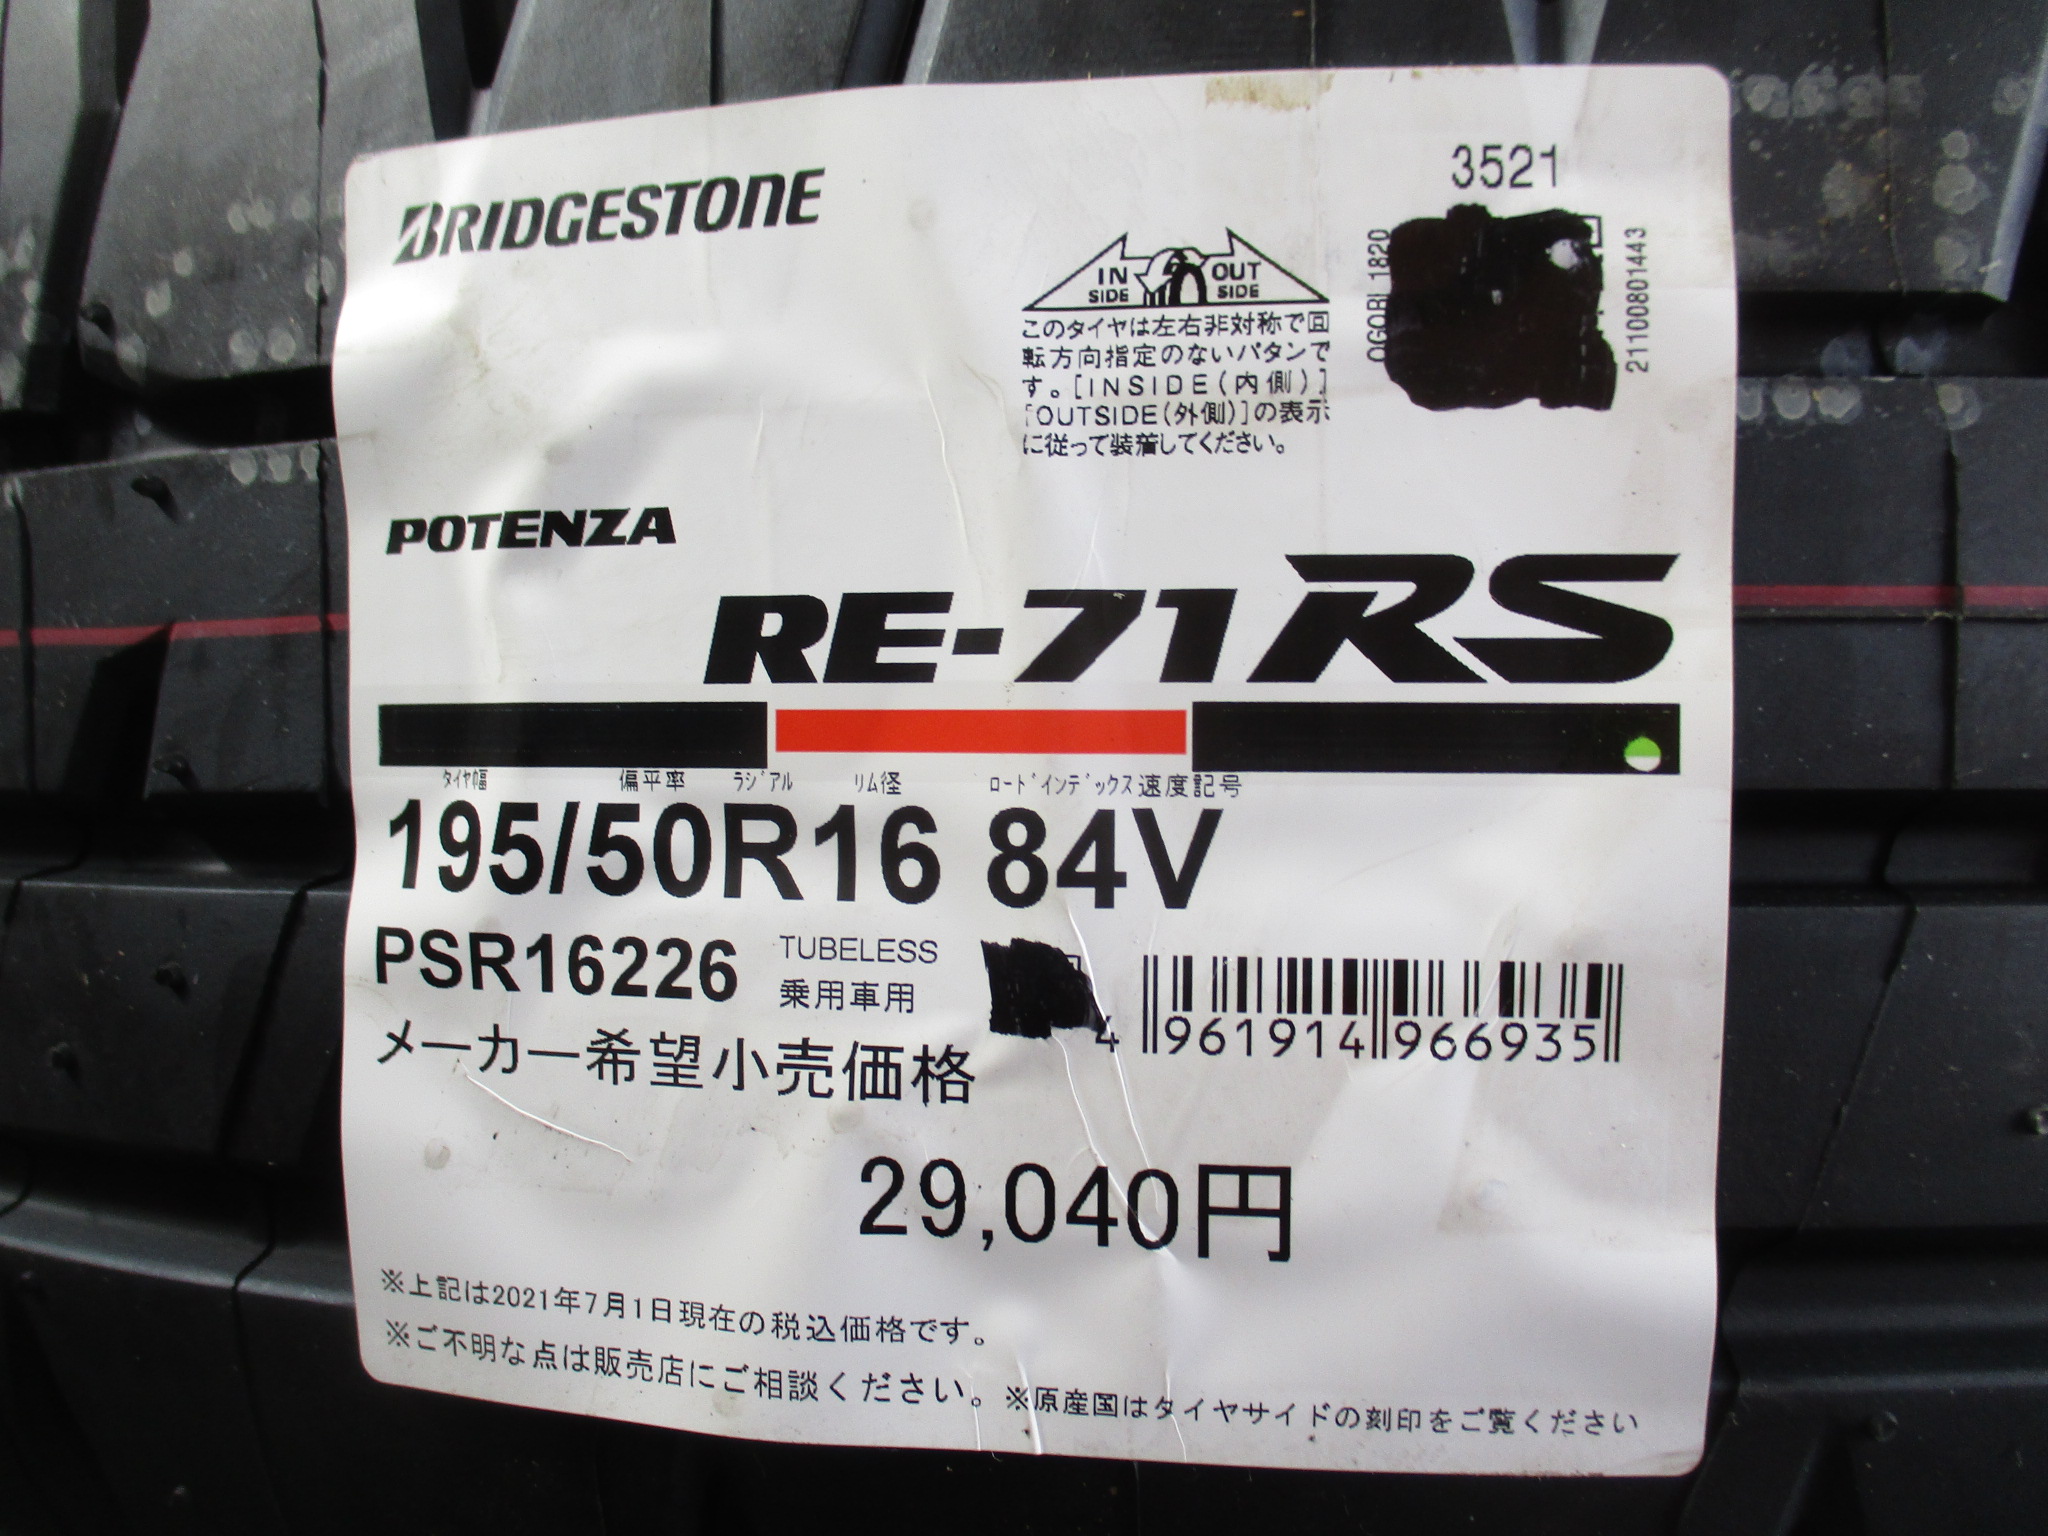 BRIDGESTONE
3521
IN SIDE
OUT SIDE
このタイヤは左右非対称で回
転方向指定のないパタンで
す。[INSIDE(内側)]
[OUTSIDE(外側)]の表示
に従って装着してください。
OGOBL1820
21100801443
POTENZA
RE-71RS
タイヤ幅 偏平率 ラジアル リム径 ロードインデックス 速度記号
195/50R16 84V
PSR16226
TUBELESS
乗用車用
4 961914 966935
メーカー希望小売価格
29,040円
※上記は2021年7月1日現在の税込価格です。
※ご不明な点は販売店にご相談ください。※原産国はタイヤサイドの刻印をご覧ください